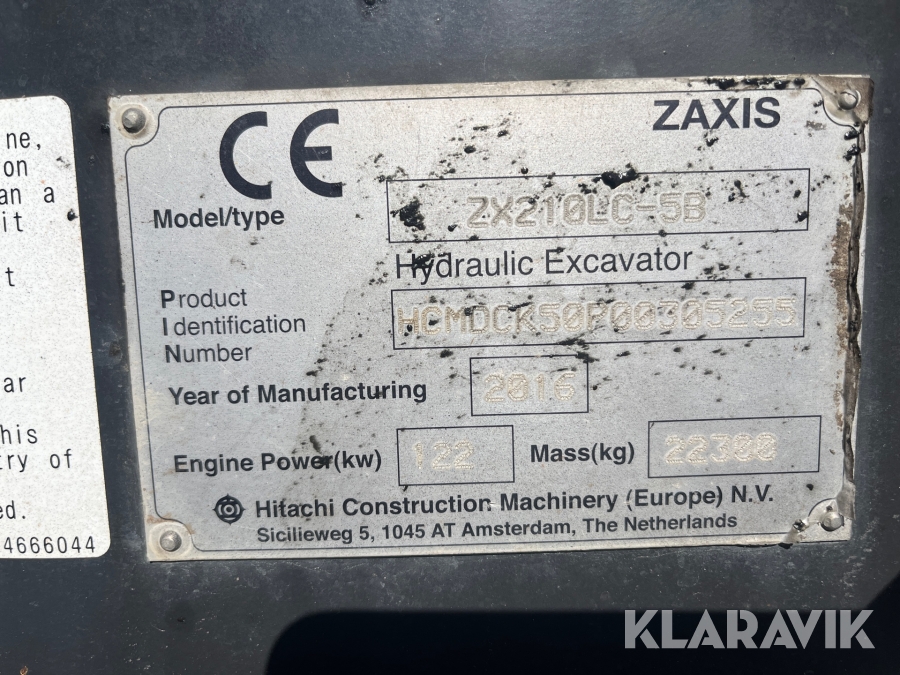 ne,
on
an a
it
t
ar
his
ry of
ed.
4666044
CE
ZAXIS
Model/type ZX210LC-5B
Hydraulic Excavator
Product
Identification HCMDCK50P00305255
Number
Year of Manufacturing 2016
Engine Power(kw) 122 Mass(kg) 22300
Hitachi Construction Machinery (Europe) N.V.
Sicilieweg 5, 1045 AT Amsterdam, The Netherlands
KLARAVIK